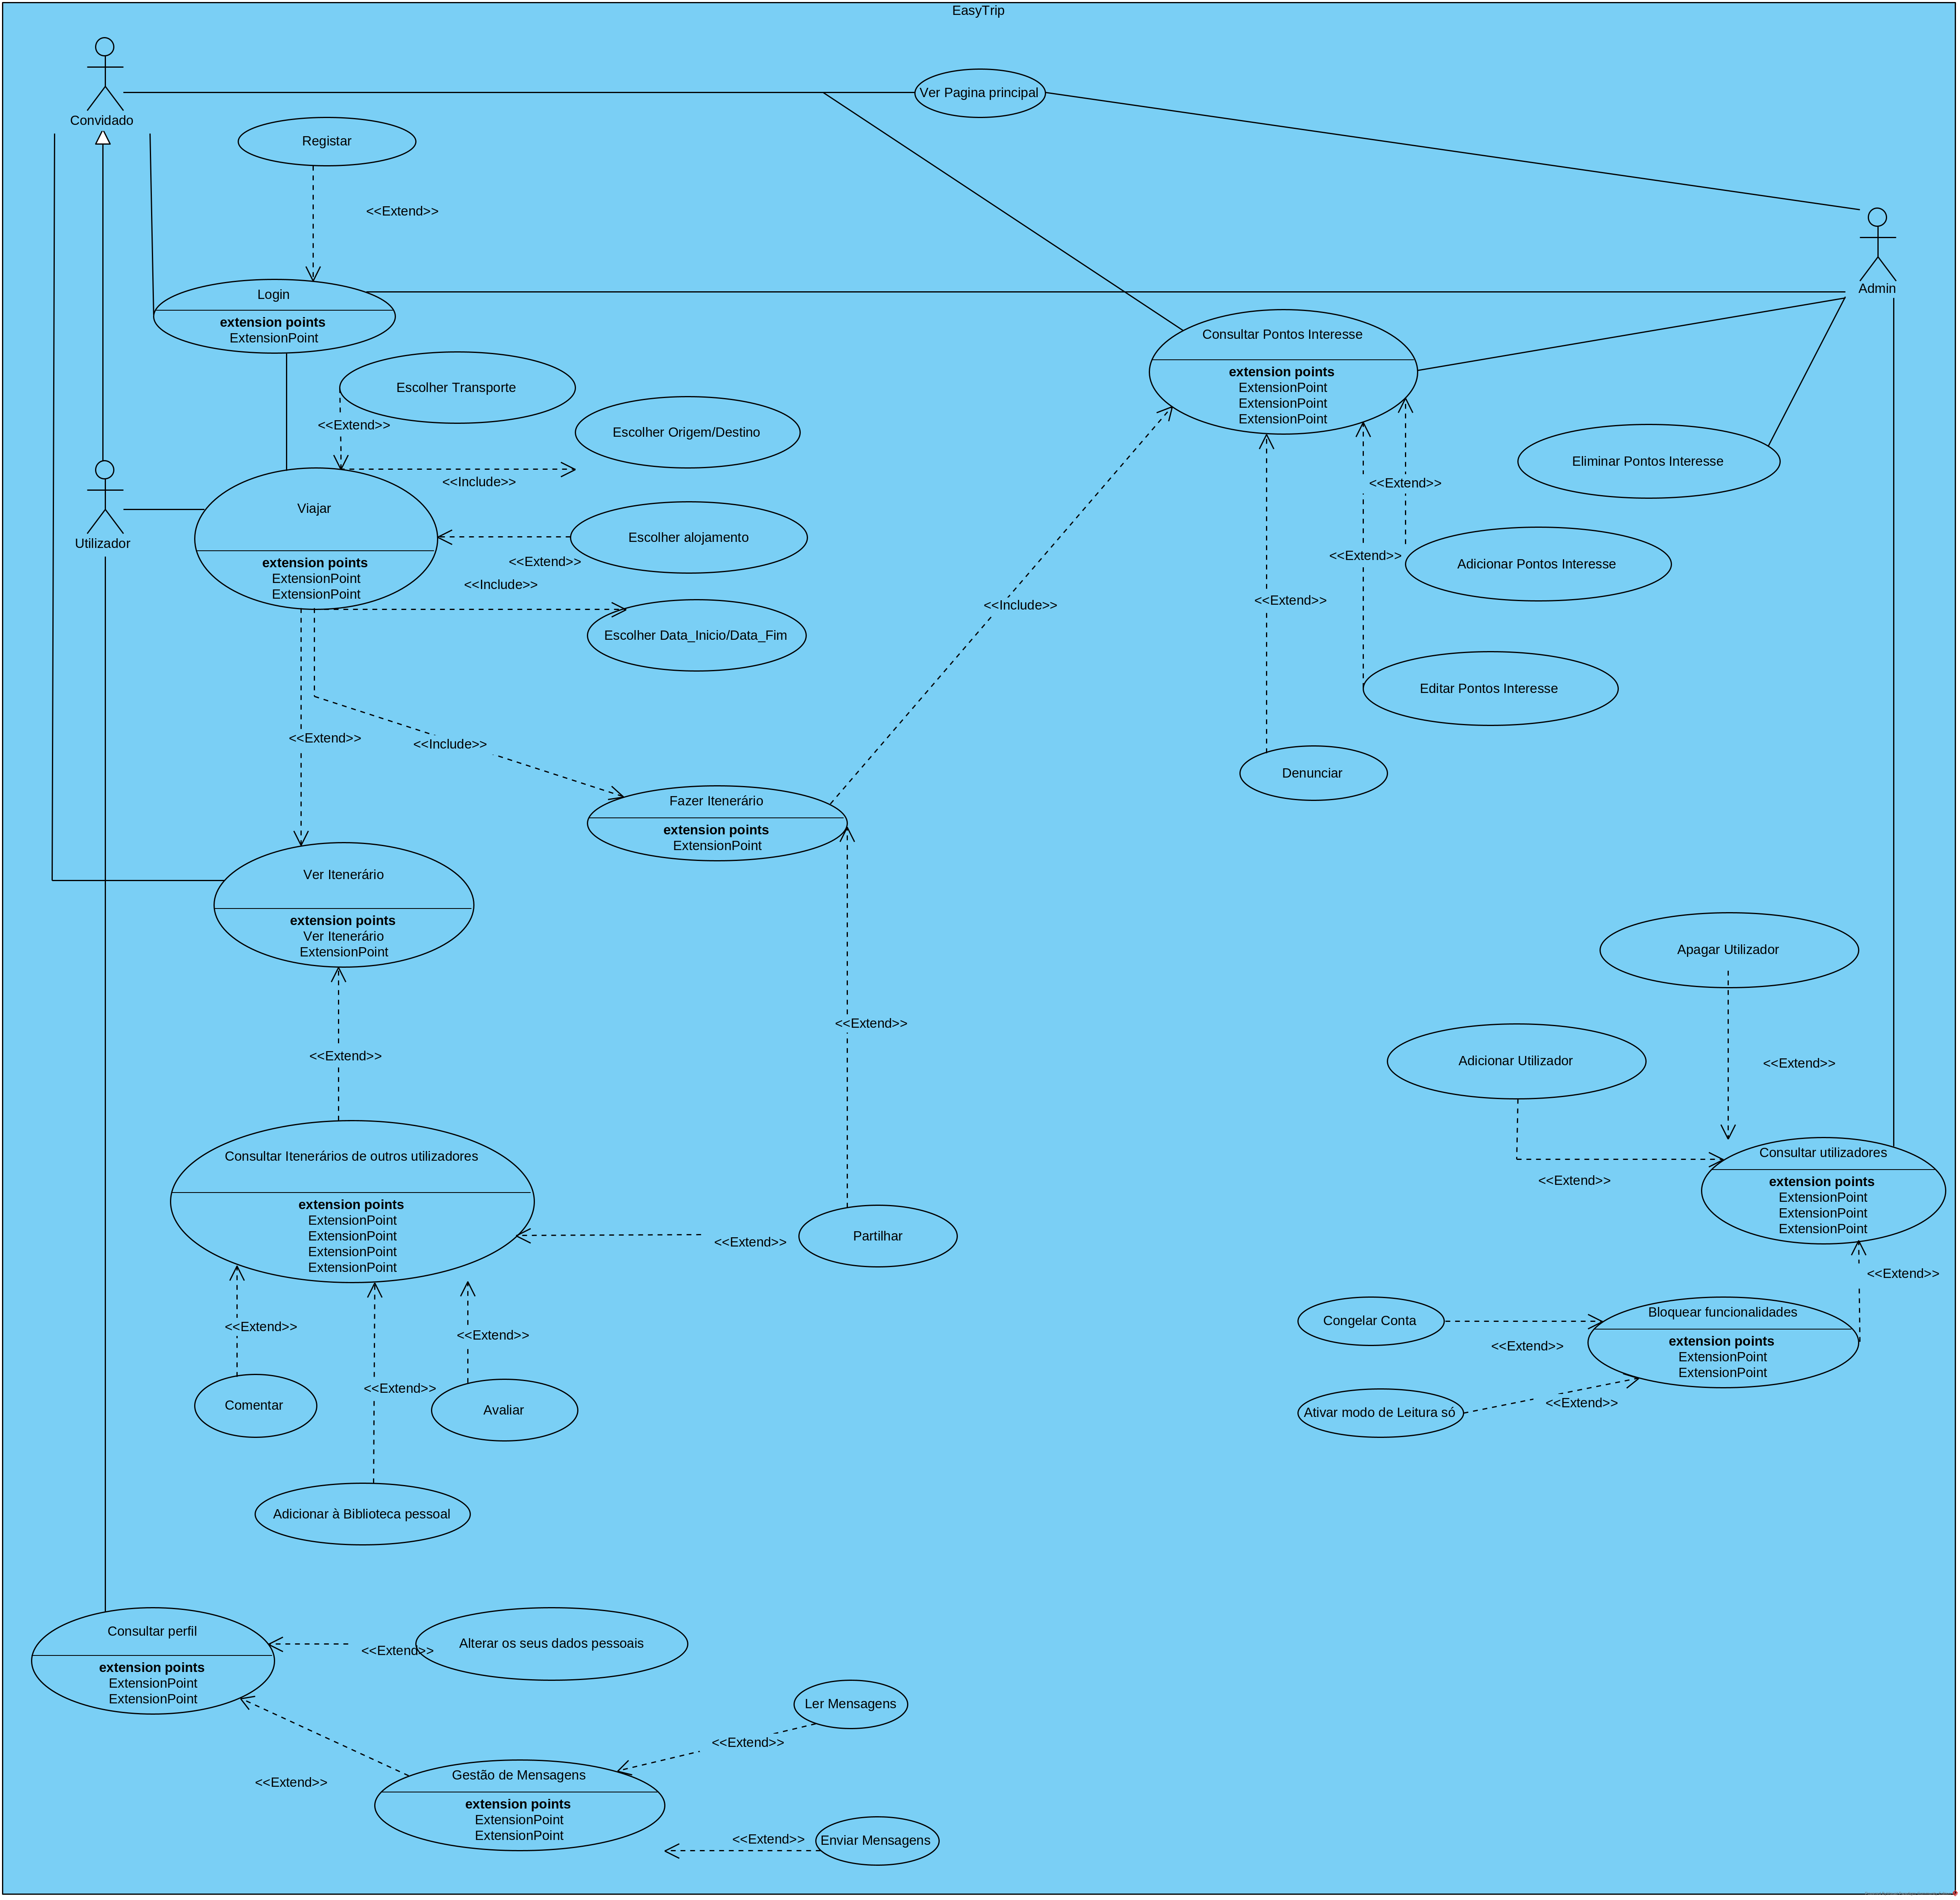 EasyTrip
Convidado
Ver Pagina principal
Registar
<<Extend>>
Admin
Login
extension points
ExtensionPoint
Consultar Pontos Interesse
extension points
ExtensionPoint
ExtensionPoint
ExtensionPoint
Escolher Transporte
<<Extend>>
Escolher Origem/Destino
<<Include>>
Eliminar Pontos Interesse
<<Extend>>
Utilizador
Viajar
extension points
ExtensionPoint
ExtensionPoint
Escolher alojamento
<<Extend>>
<<Include>>
Escolher Data_Inicio/Data_Fim
<<Extend>>
Adicionar Pontos Interesse
<<Extend>>
<<Include>>
Editar Pontos Interesse
<<Extend>>
<<Include>>
Denunciar
Fazer Itenerário
extension points
ExtensionPoint
Ver Itenerário
extension points
Ver Itenerário
ExtensionPoint
Apagar Utilizador
<<Extend>>
<<Extend>>
Adicionar Utilizador
<<Extend>>
<<Extend>>
Consultar Itenerários de outros utilizadores
extension points
ExtensionPoint
ExtensionPoint
ExtensionPoint
ExtensionPoint
Consultar utilizadores
extension points
ExtensionPoint
ExtensionPoint
ExtensionPoint
<<Extend>>
Partilhar
<<Extend>>
<<Extend>>
<<Extend>>
<<Extend>>
Congelar Conta
<<Extend>>
Bloquear funcionalidades
extension points
ExtensionPoint
ExtensionPoint
Comentar
Avaliar
Ativar modo de Leitura só
<<Extend>>
Adicionar à Biblioteca pessoal
Consultar perfil
extension points
ExtensionPoint
ExtensionPoint
<<Extend>>
Alterar os seus dados pessoais
Ler Mensagens
<<Extend>>
<<Extend>>
Gestão de Mensagens
extension points
ExtensionPoint
ExtensionPoint
<<Extend>>
Enviar Mensagens